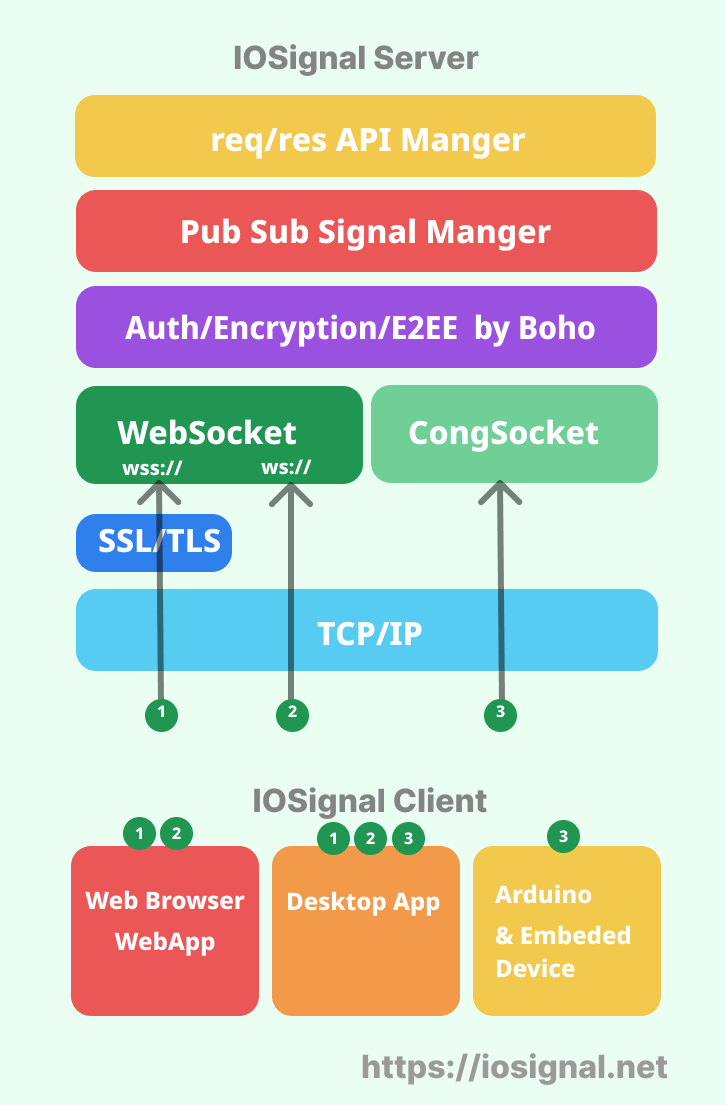 IOSignal Server
req/res API Manger
Pub Sub Signal Manger
Auth/Encryption/E2EE  by Boho
WebSocket
wss://
ws://
CongSocket
SSL/TLS
TCP/IP
1
2
3
IOSignal Client
1
2
1
2
3
3
Web Browser
WebApp
Desktop App
Arduino
& Embeded
Device
https://iosignal.net